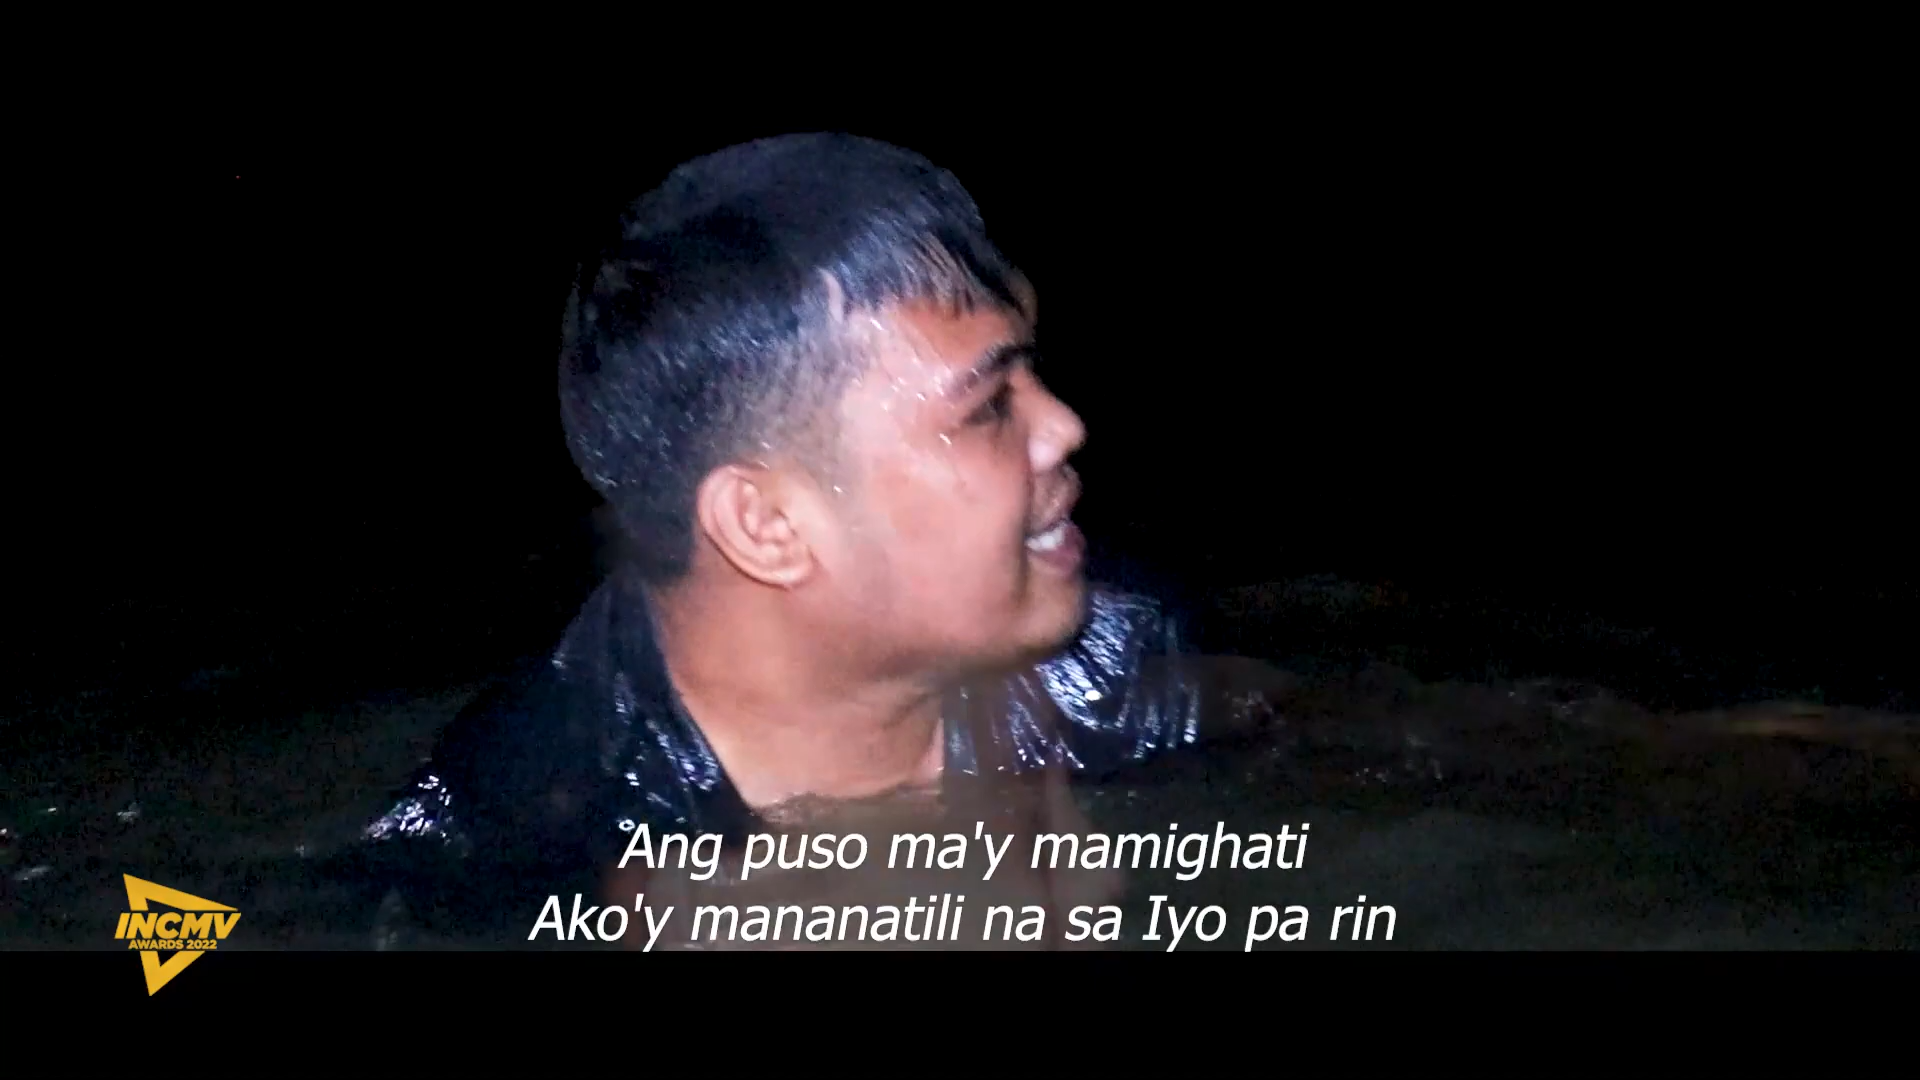 Ang puso ma'y mamighati
Ako'y mananatili na sa Iyo pa rin
INCMV
AWARDS 2022